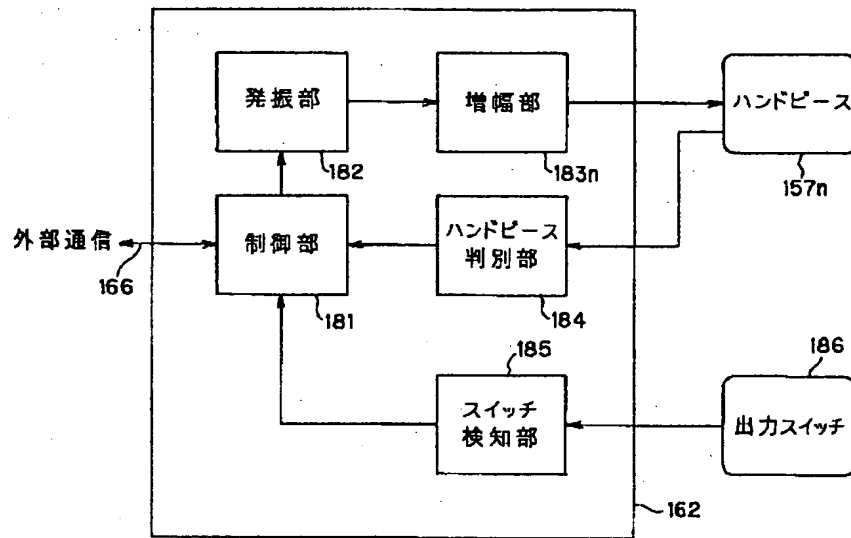 発振部
182
増幅部
183n
ハンドピース
157n
外部通信
166
制御部
181
ハンドピース
判別部
184
185
スイッチ
検知部
186
出力スイッチ
162